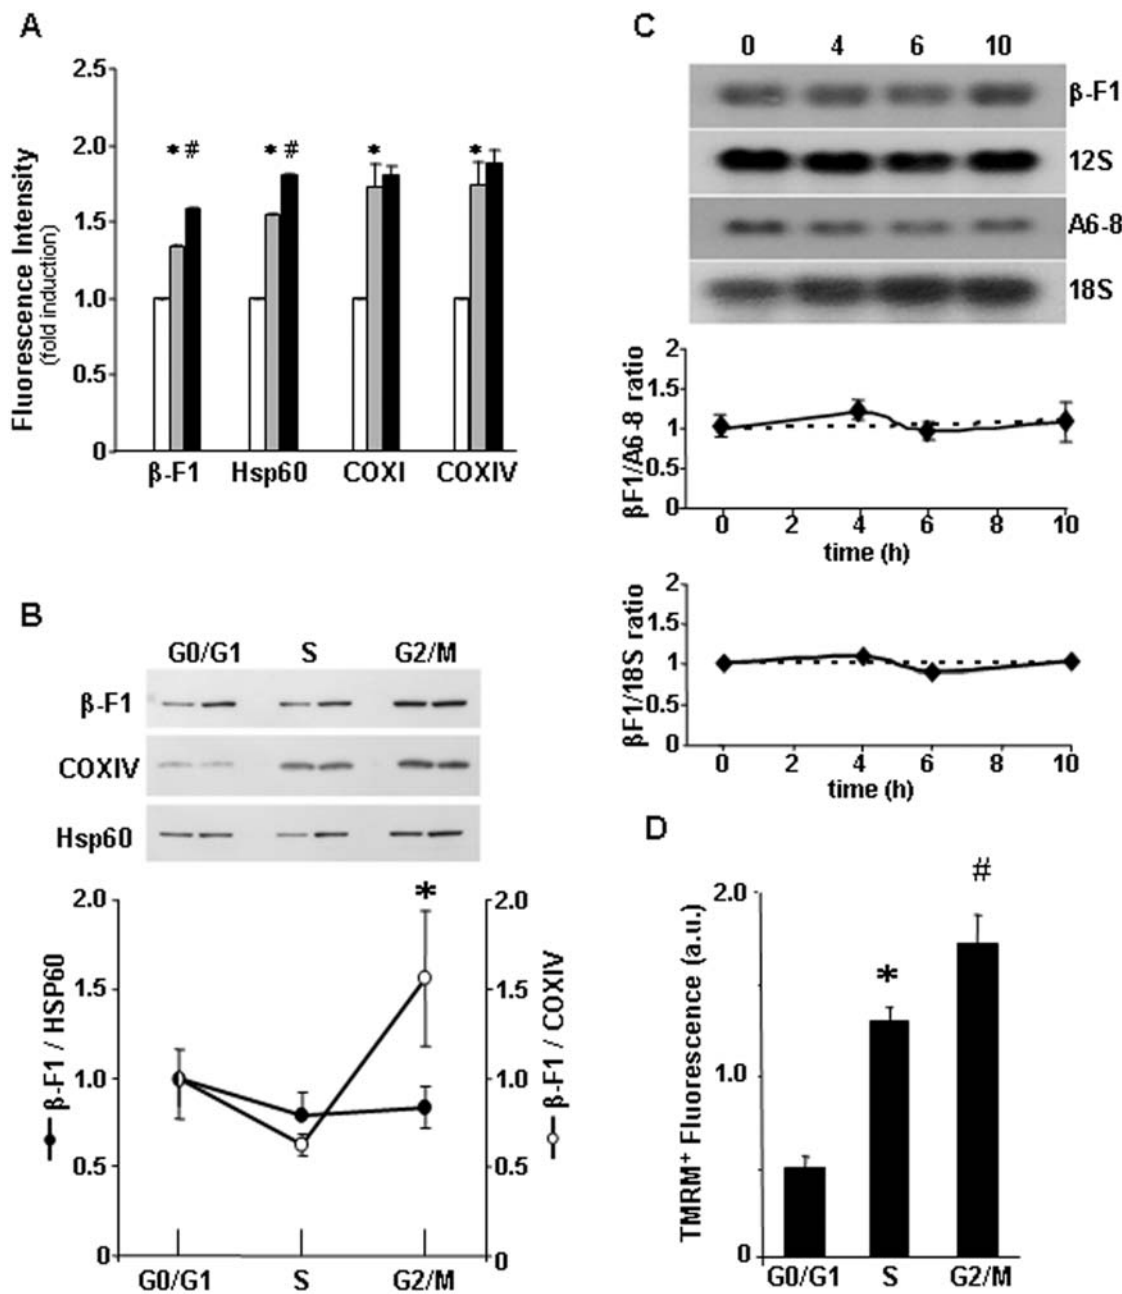 A
2.5
2.0
1.5
1.0
0.5
0
Fluorescence Intensity
(fold induction)
* # * # * *
β-F1 Hsp60 COXI COXIV
B
G0/G1 S G2/M
β-F1
COXIV
Hsp60
2.0
1.5
1.0
0.5
0
β-F1 / HSP60
*
2.0
1.5
1.0
0.5
0
β-F1 / COXIV
G0/G1 S G2/M
C
0 4 6 10
β-F1
12S
A6-8
18S
2
1.5
1
0.5
0
βF1/A6-8 ratio
0 2 4 6 8 10
time (h)
2
1.5
1
0.5
0
βF1/18S ratio
0 2 4 6 8 10
time (h)
D
2.0
1.0
0
TMRM+ Fluorescence (a.u.)
* #
G0/G1 S G2/M